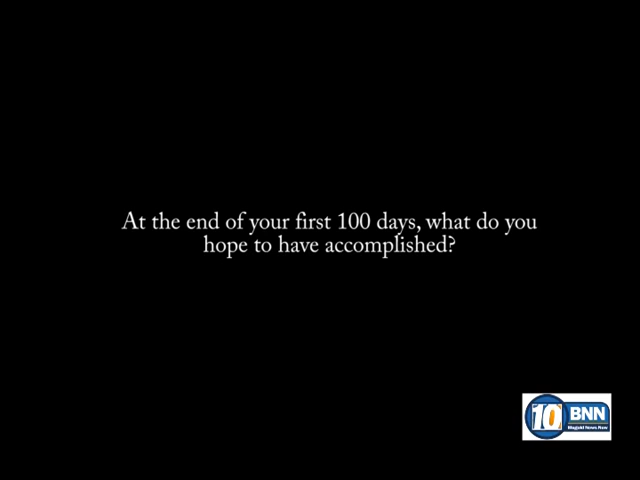 At the end of your first 100 days, what do you
hope to have accomplished?
10 BNN